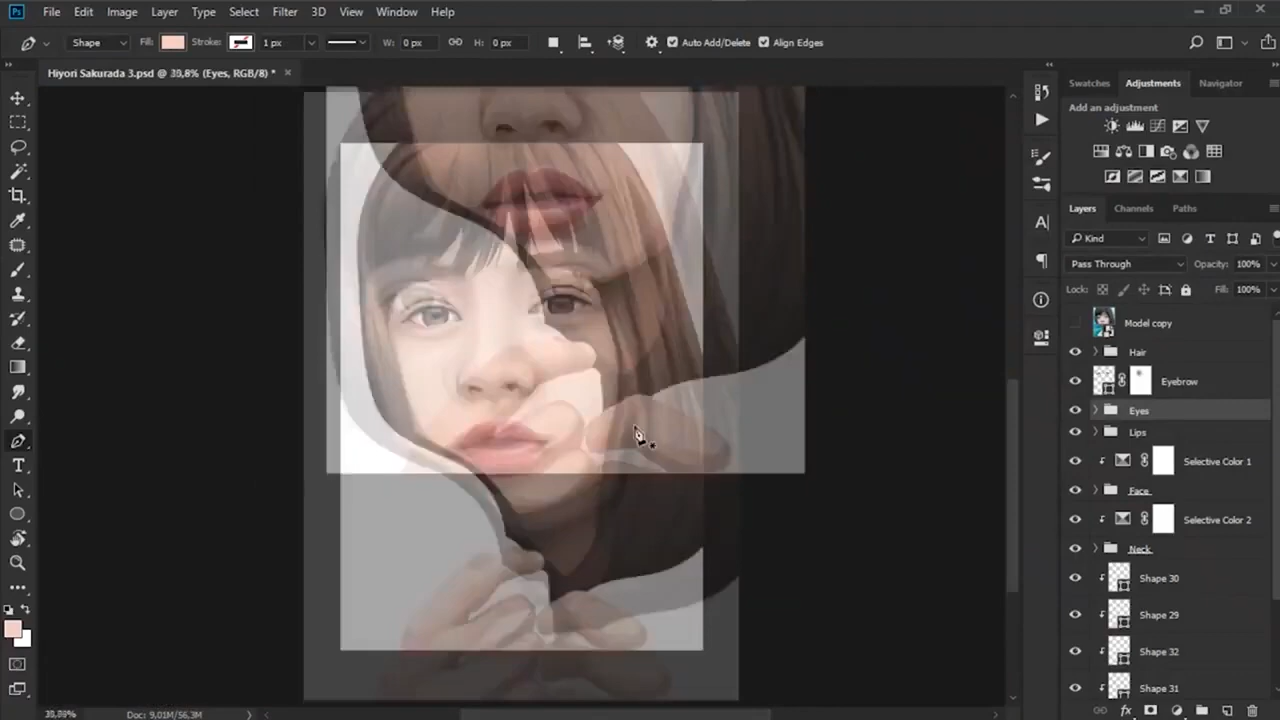 Ps File Edit Image Layer Type Select Filter 3D View Window Help
Shape Fill: Stroke: 1 px W: 0 px H: 0 px Auto Add/Delete Align Edges
Hiyori Sakurada 3.psd @ (Eyes, RGB/8) *
Swatches Adjustments Navigator
Add an adjustment
Layers Channels Paths
Kind
Pass Through Opacity: 100%
Lock: Fill: 100%
Model copy
Hair
Eyebrow
Eyes
Lips
Selective Color 1
Face
Selective Color 2
Neck
Shape 30
Shape 29
Shape 32
Shape 31
Doc: 9,01M/56,3M